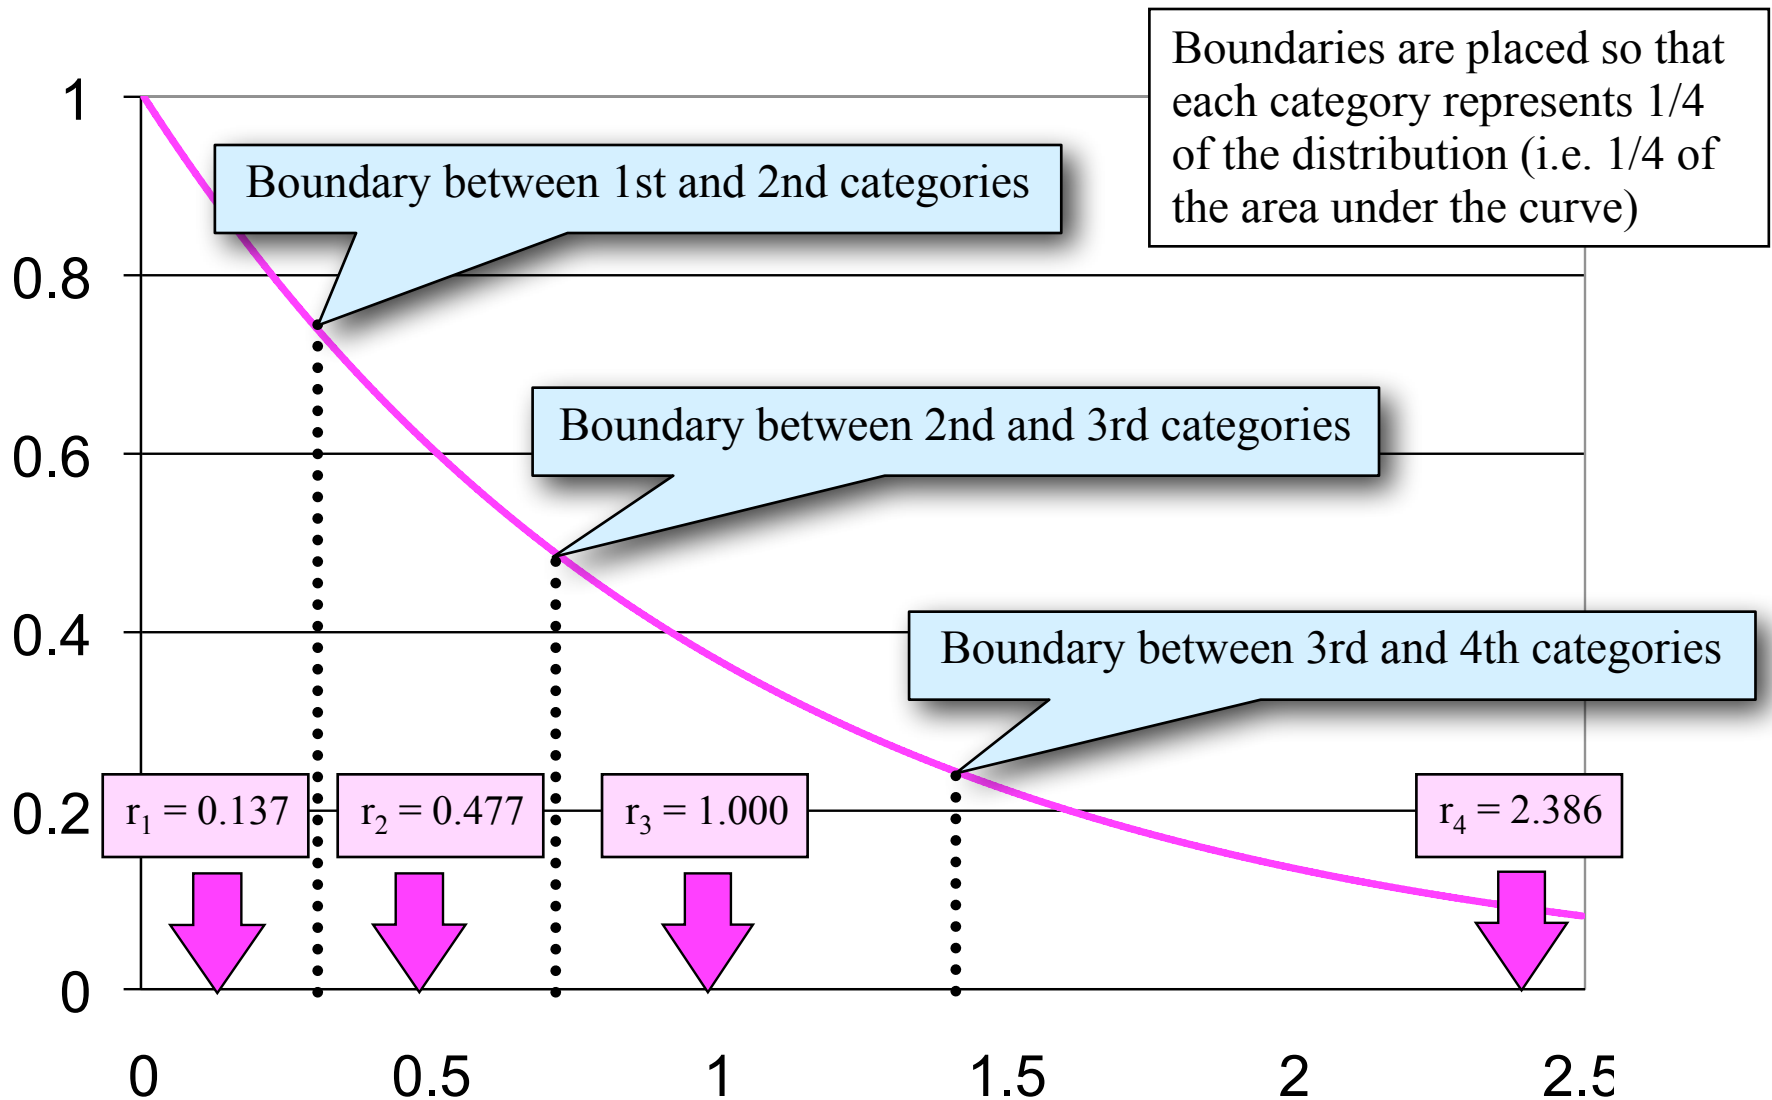 Boundaries are placed so that
each category represents 1/4
of the distribution (i.e. 1/4 of
the area under the curve)
1
Boundary between 1st and 2nd categories
0.8
Boundary between 2nd and 3rd categories
0.6
0.4
Boundary between 3rd and 4th categories
0.2
r₁ = 0.137
r₂ = 0.477
r₃ = 1.000
r₄ = 2.386
0
0 0.5 1 1.5 2 2.5